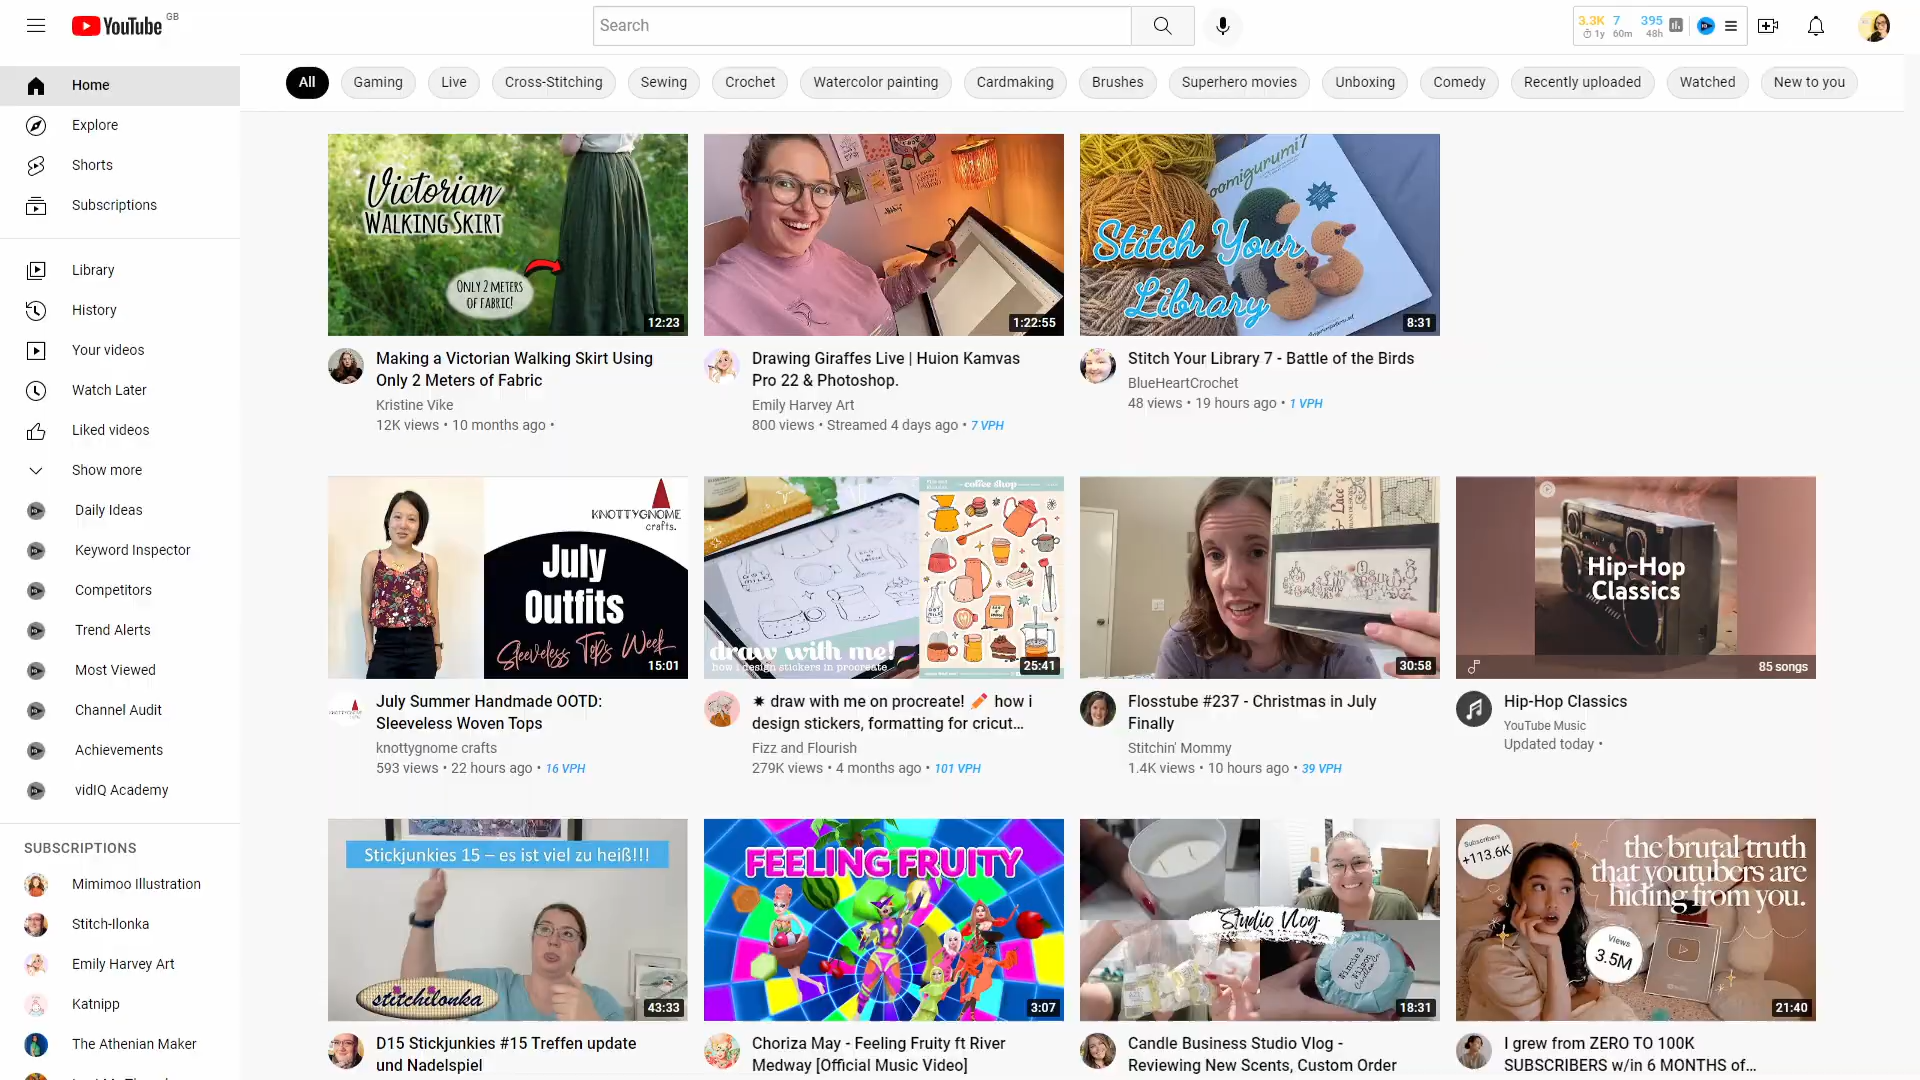 YouTube GB
Search
3.3K 7 395
1y 60m 48h
Home
Explore
Shorts
Subscriptions
Library
History
Your videos
Watch Later
Liked videos
Show more
Daily Ideas
Keyword Inspector
Competitors
Trend Alerts
Most Viewed
Channel Audit
Achievements
vidIQ Academy
SUBSCRIPTIONS
Mimimoo Illustration
Stitch-Ilonka
Emily Harvey Art
Katnipp
The Athenian Maker
All Gaming Live Cross-Stitching Sewing Crochet Watercolor painting Cardmaking Brushes Superhero movies Unboxing Comedy Recently uploaded Watched New to you
Victorian
WALKING SKIRT
ONLY 2 METERS
OF FABRIC!
12:23
Making a Victorian Walking Skirt Using
Only 2 Meters of Fabric
Kristine Vike
12K views • 10 months ago •
1:22:55
Drawing Giraffes Live | Huion Kamvas
Pro 22 & Photoshop.
Emily Harvey Art
800 views • Streamed 4 days ago • 7 VPH
Stitch Your
Library
8:31
Stitch Your Library 7 - Battle of the Birds
BlueHeartCrochet
48 views • 19 hours ago • 1 VPH
KNOTTYGNOME
crafts.
July
Outfits
Sleeveless Tops Week
15:01
July Summer Handmade OOTD:
Sleeveless Woven Tops
knottygnome crafts
593 views • 22 hours ago • 16 VPH
coffee shop
draw with me!
how i design stickers in procreate
25:41
✷ draw with me on procreate! ✏️ how i
design stickers, formatting for cricut...
Fizz and Flourish
279K views • 4 months ago • 101 VPH
Lace
30:58
Flosstube #237 - Christmas in July
Finally
Stitchin' Mommy
1.4K views • 10 hours ago • 39 VPH
Hip-Hop
Classics
85 songs
Hip-Hop Classics
YouTube Music
Updated today •
Stickjunkies 15 – es ist viel zu heiß!!!
stitchilonka
43:33
D15 Stickjunkies #15 Treffen update
und Nadelspiel
FEELING FRUITY
3:07
Choriza May - Feeling Fruity ft River
Medway [Official Music Video]
Studio Vlog
18:31
Candle Business Studio Vlog -
Reviewing New Scents, Custom Order
Subscribers
+113.6K
the brutal truth
that youtubers are
hiding from you.
Views
3.5M
21:40
I grew from ZERO TO 100K
SUBSCRIBERS w/in 6 MONTHS of...